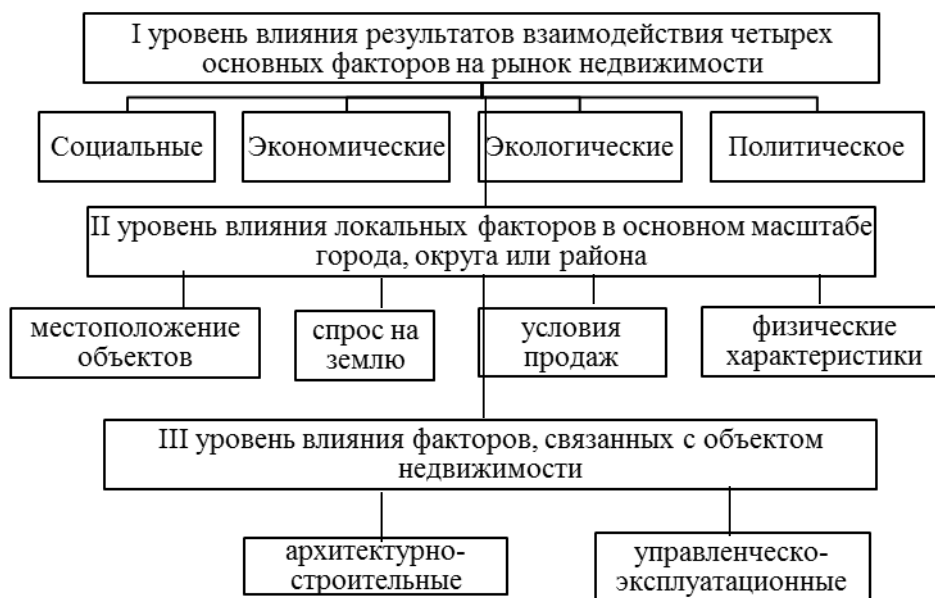 I уровень влияния результатов взаимодействия четырех
основных факторов на рынок недвижимости
Социальные
Экономические
Экологические
Политическое
II уровень влияния локальных факторов в основном масштабе
города, округа или района
местоположение
объектов
спрос на
землю
условия
продаж
физические
характеристики
III уровень влияния факторов, связанных с объектом
недвижимости
архитектурно-
строительные
управленческо-
эксплуатационные